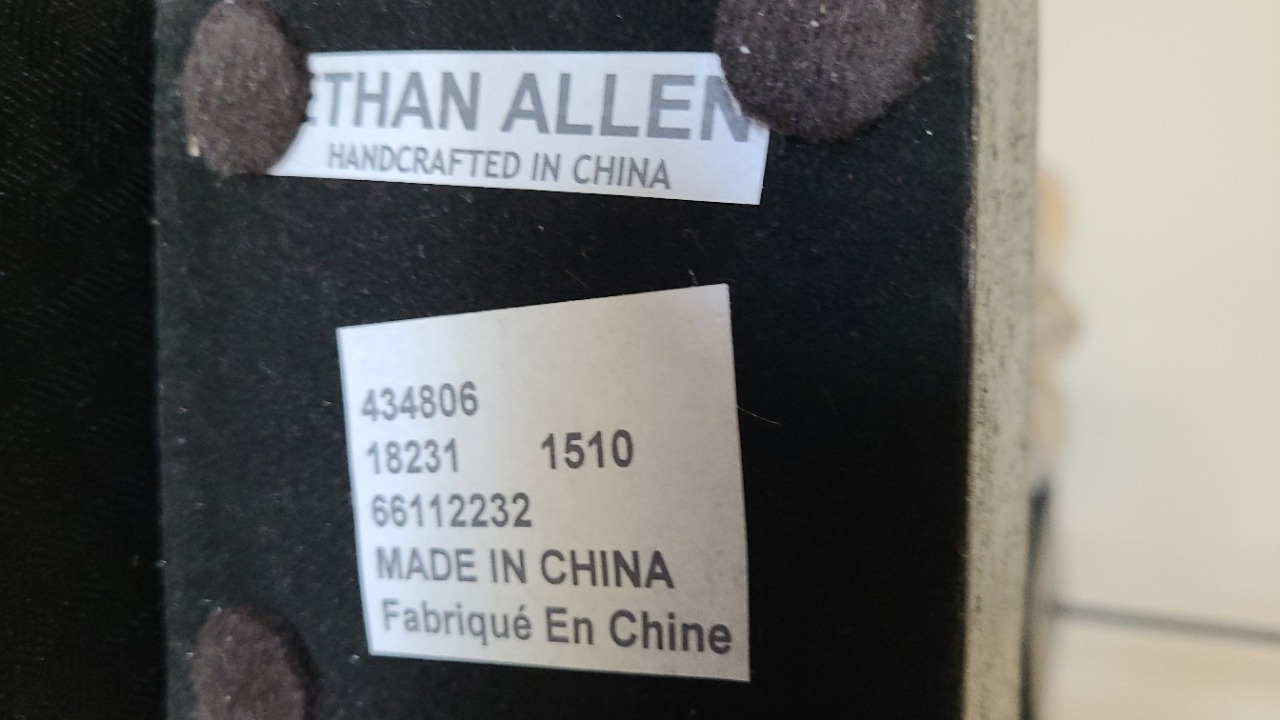 ETHAN ALLEN
HANDCRAFTED IN CHINA
434806
18231 1510
66112232
MADE IN CHINA
Fabriqué En Chine